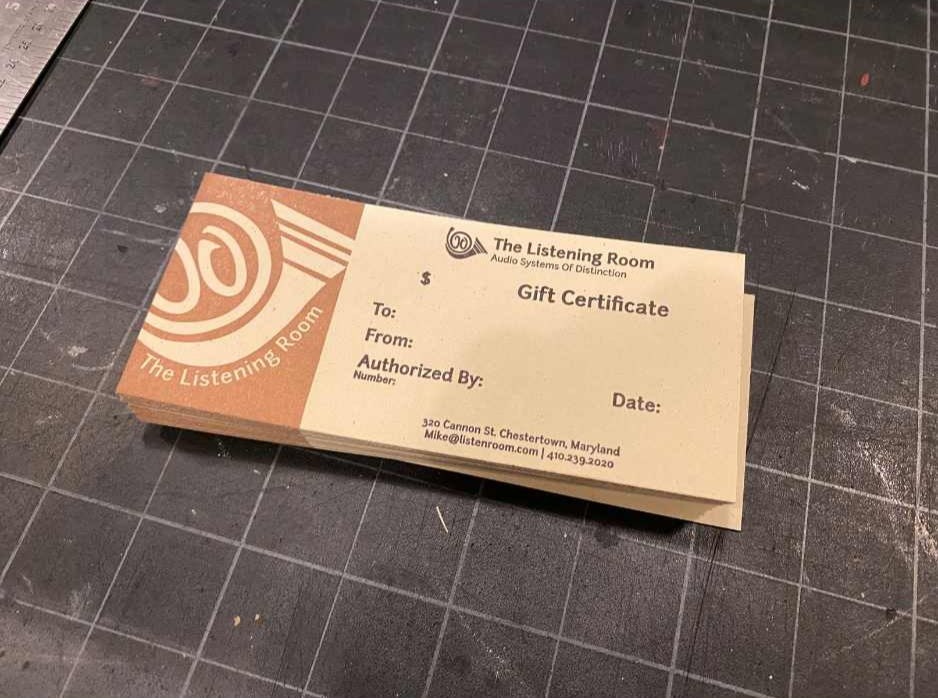 The Listening Room
The Listening Room
Audio Systems Of Distinction
$
Gift Certificate
To:
From:
Authorized By:
Number:
Date:
320 Cannon St. Chestertown, Maryland
Mike@listenroom.com | 410.239.2020